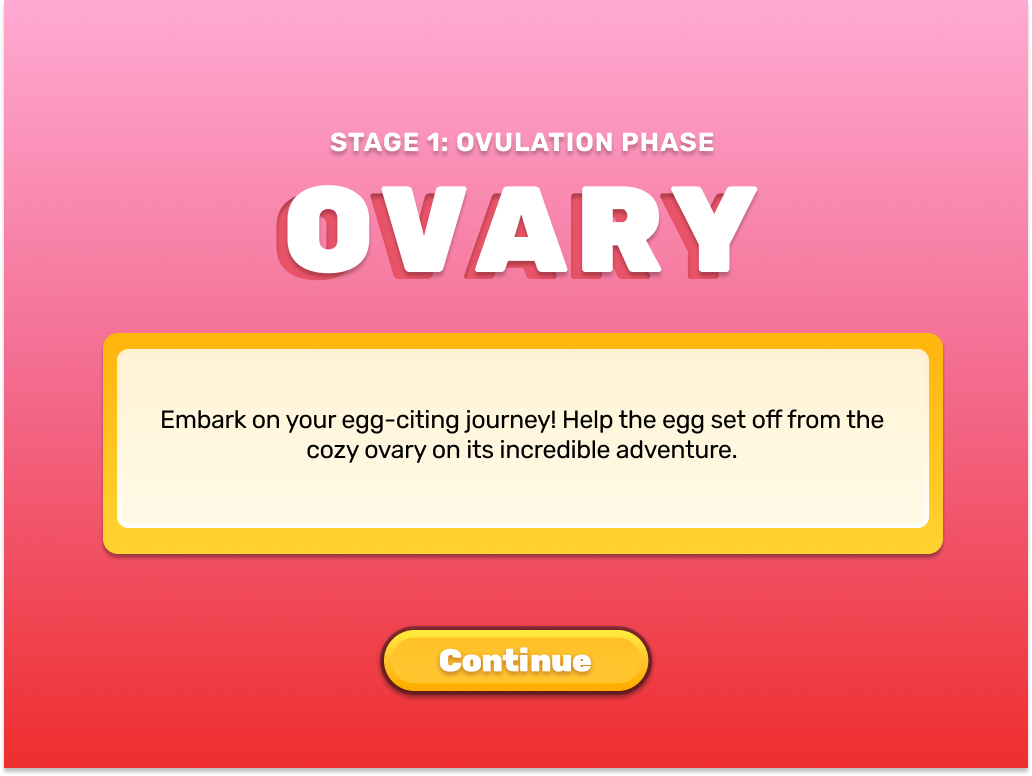 STAGE 1: OVULATION PHASE
OVARY
Embark on your egg-citing journey! Help the egg set off from the
cozy ovary on its incredible adventure.
Continue